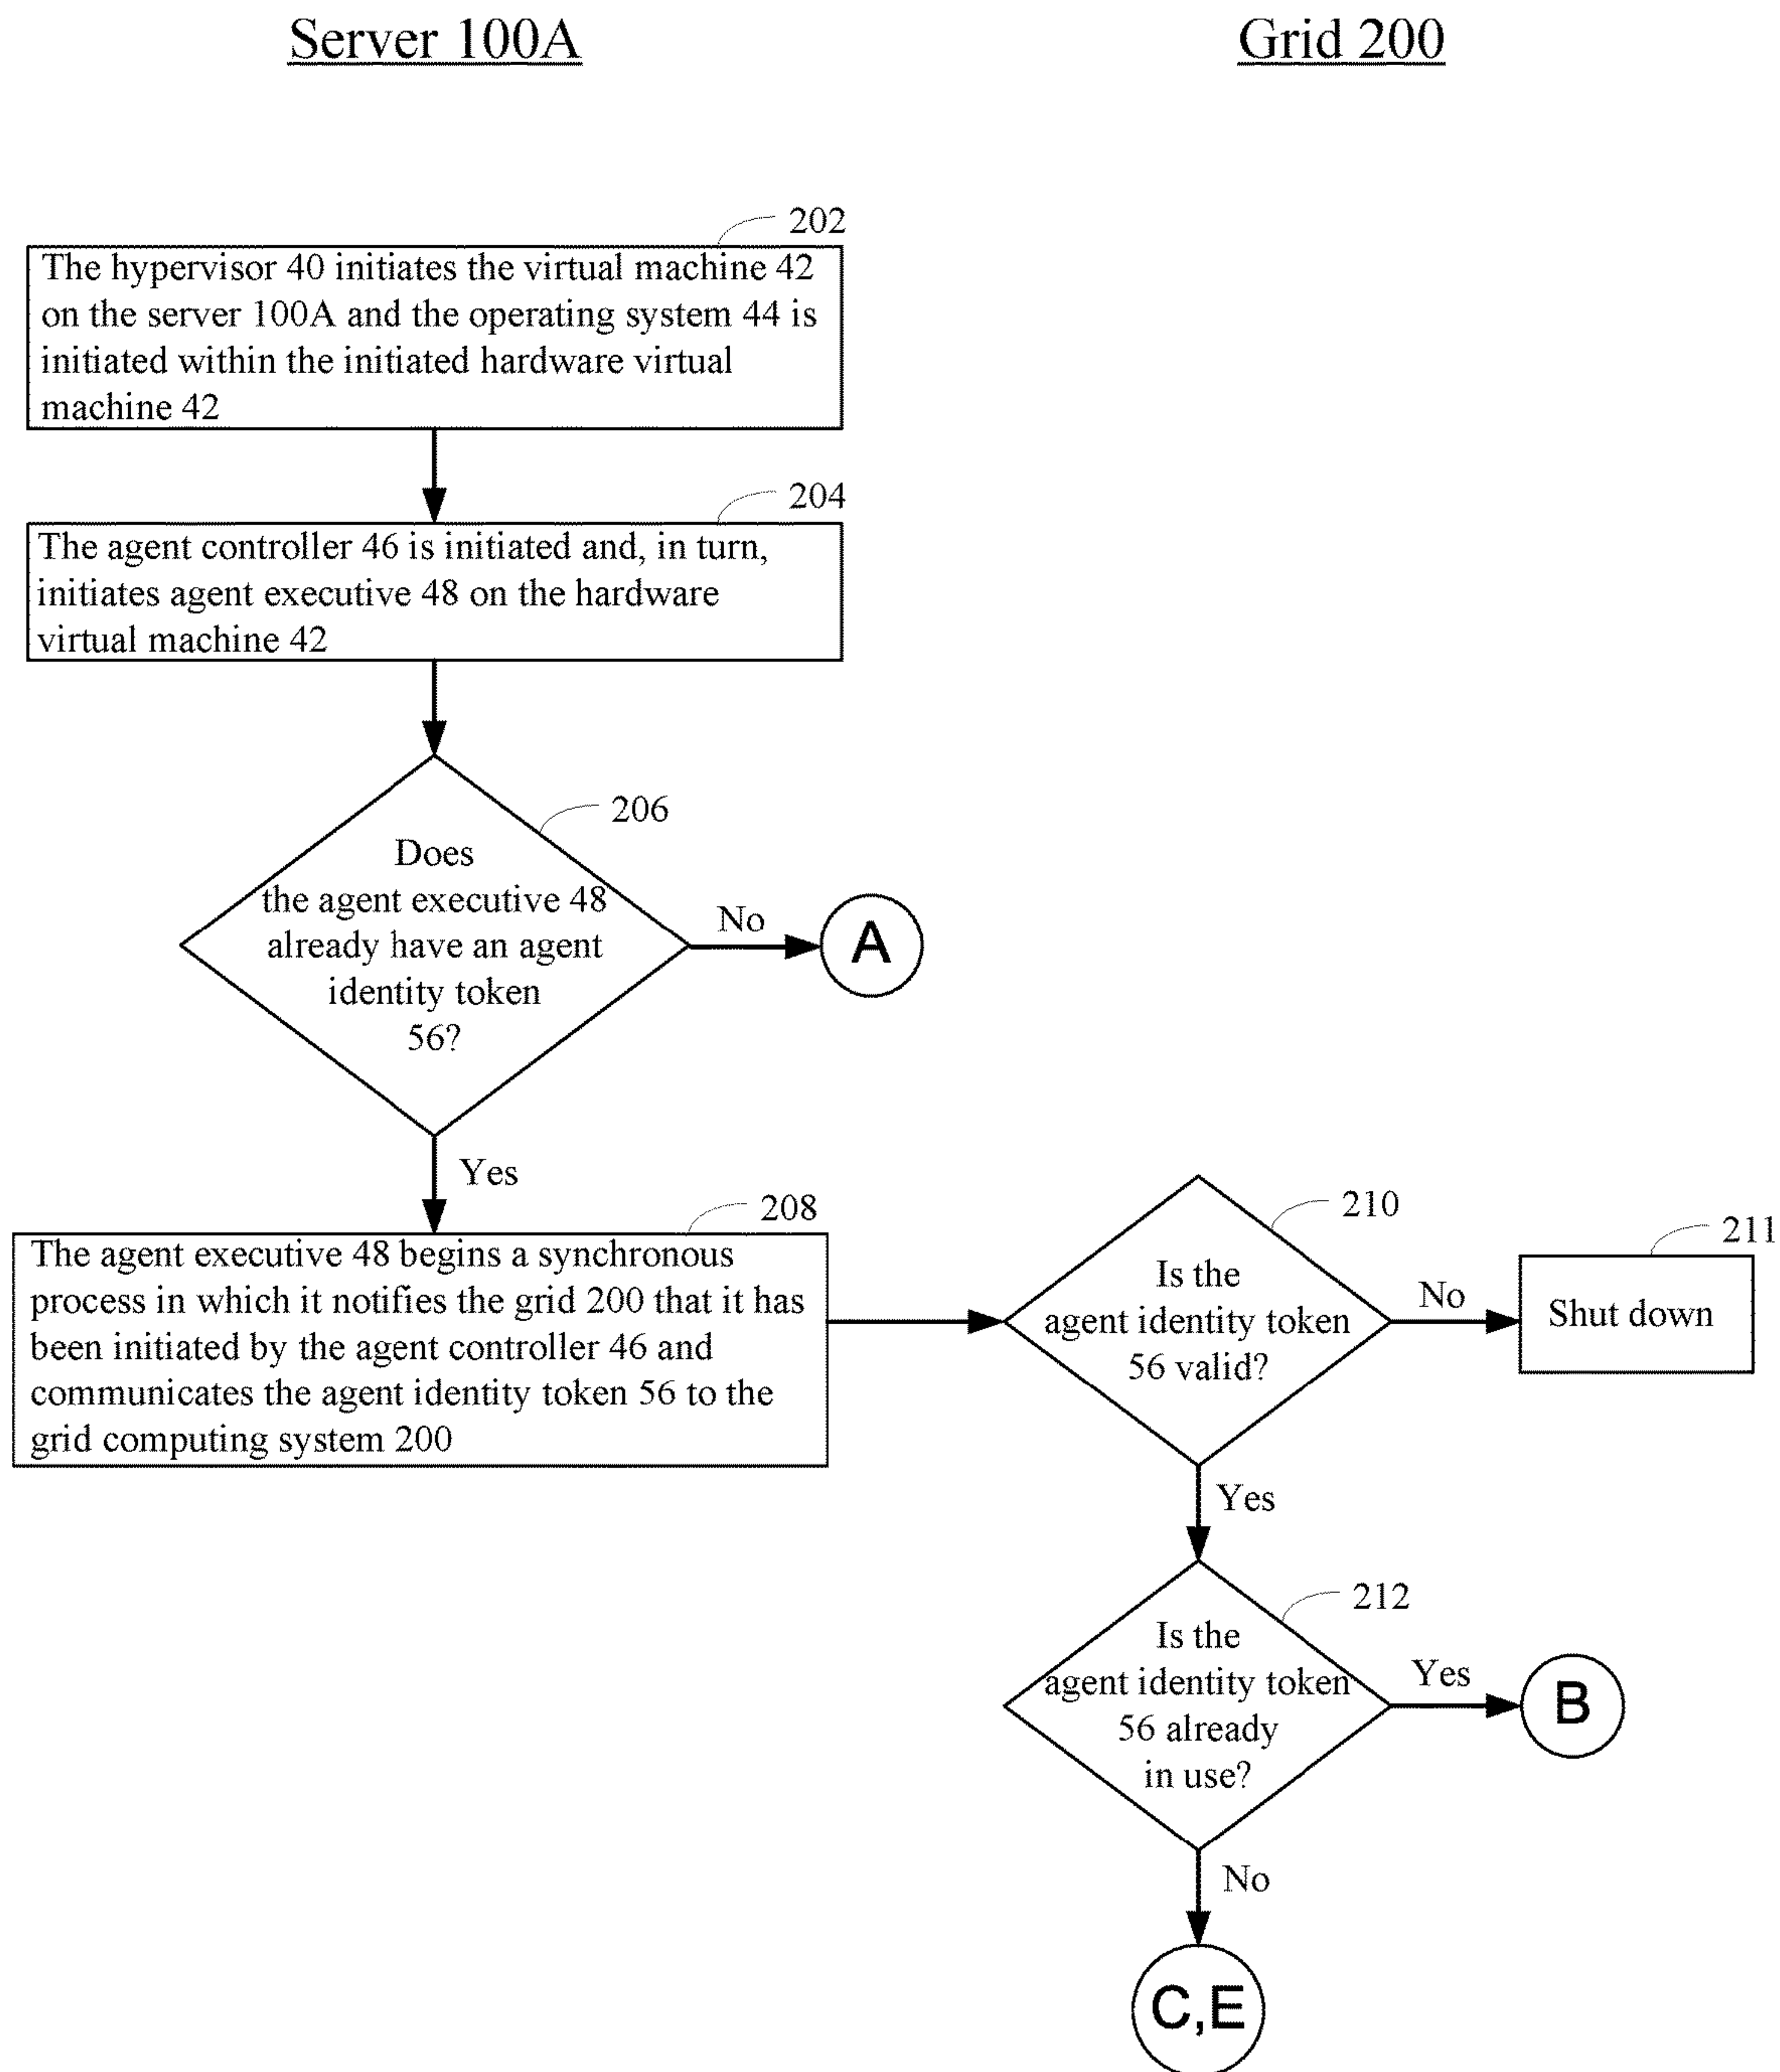 Server 100A
Grid 200
202
The hypervisor 40 initiates the virtual machine 42
on the server 100A and the operating system 44 is
initiated within the initiated hardware virtual
machine 42
204
The agent controller 46 is initiated and, in turn,
initiates agent executive 48 on the hardware
virtual machine 42
206
Does
the agent executive 48
already have an agent
identity token
56?
No
A
Yes
208
The agent executive 48 begins a synchronous
process in which it notifies the grid 200 that it has
been initiated by the agent controller 46 and
communicates the agent identity token 56 to the
grid computing system 200
210
Is the
agent identity token
56 valid?
No
211
Shut down
Yes
212
Is the
agent identity token
56 already
in use?
Yes
B
No
C,E